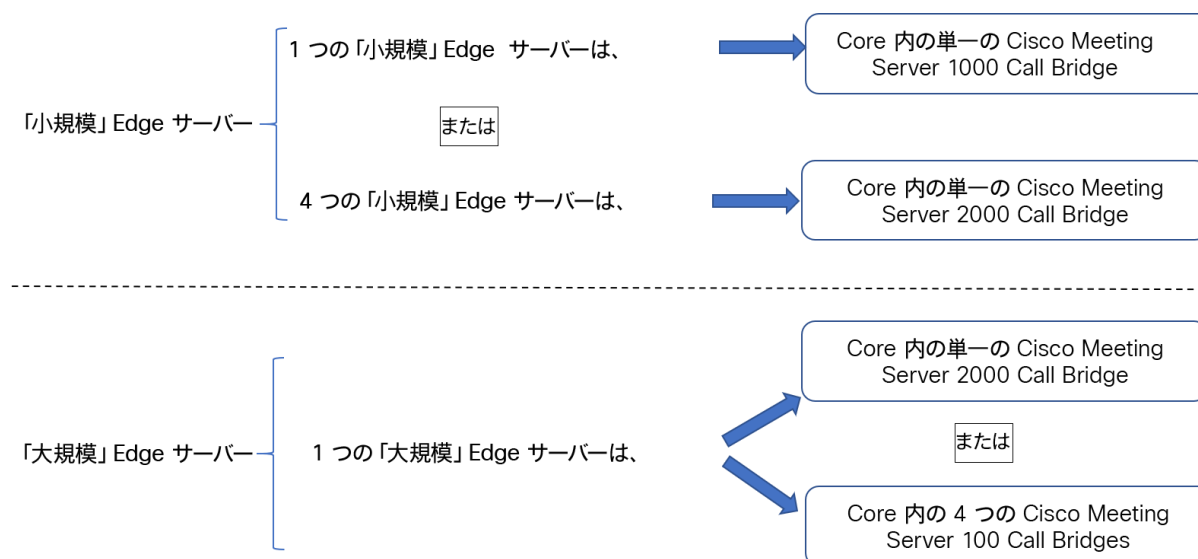 1 つの「小規模」Edge サーバーは、
Core 内の単一の Cisco Meeting
Server 1000 Call Bridge
「小規模」Edge サーバー
または
4 つの「小規模」Edge サーバーは、
Core 内の単一の Cisco Meeting
Server 2000 Call Bridge
「大規模」Edge サーバー
1 つの「大規模」Edge サーバーは、
Core 内の単一の Cisco Meeting
Server 2000 Call Bridge
または
Core 内の 4 つの Cisco Meeting
Server 100 Call Bridges